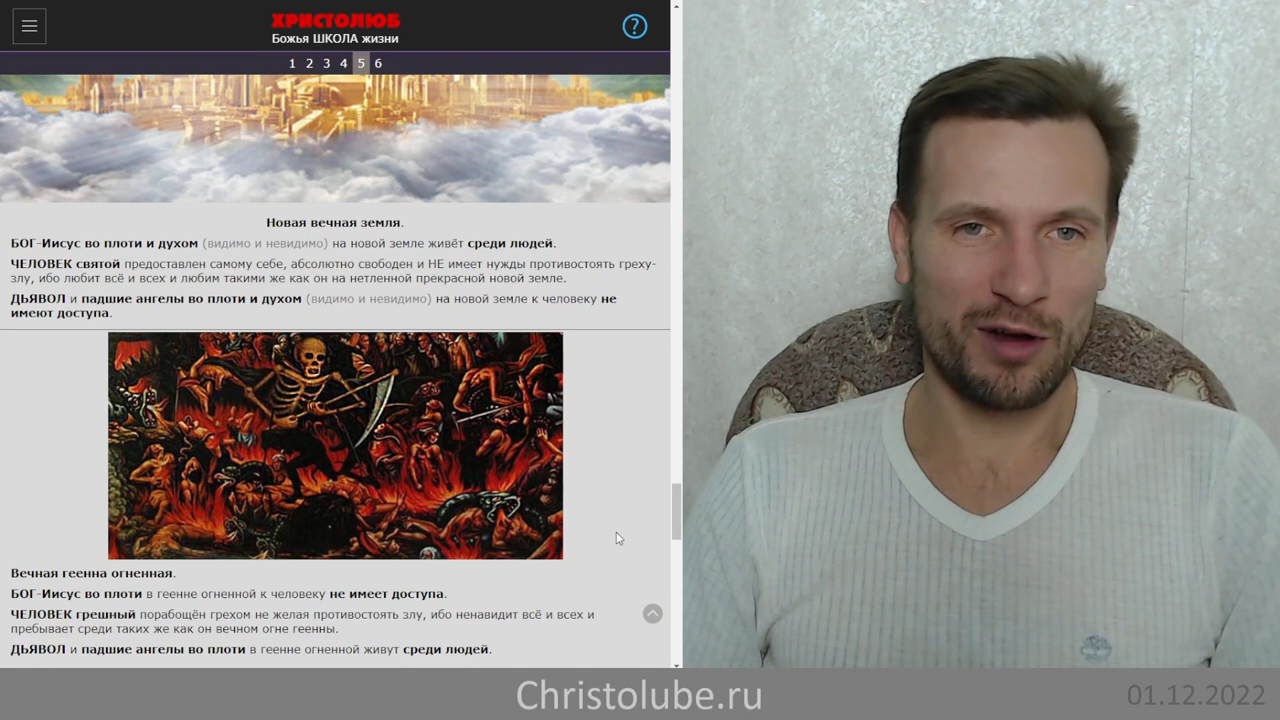 ХРИСТОЛЮБ
Божья ШКОЛА жизни
?
1 2 3 4 5 6
Новая вечная земля.
БОГ-Иисус во плоти и духом (видимо и невидимо) на новой земле живёт среди людей.
ЧЕЛОВЕК святой предоставлен самому себе, абсолютно свободен и НЕ имеет нужды противостоять греху-
злу, ибо любит всё и всех и любим такими же как он на нетленной прекрасной новой земле.
ДЬЯВОЛ и падшие ангелы во плоти и духом (видимо и невидимо) на новой земле к человеку не
имеют доступа.
Вечная геенна огненная.
БОГ-Иисус во плоти в геенне огненной к человеку не имеет доступа.
ЧЕЛОВЕК грешный порабощён грехом не желая противостоять злу, ибо ненавидит всё и всех и
пребывает среди таких же как он вечном огне геенны.
ДЬЯВОЛ и падшие ангелы во плоти в геенне огненной живут среди людей.
Christolube.ru
01.12.2022